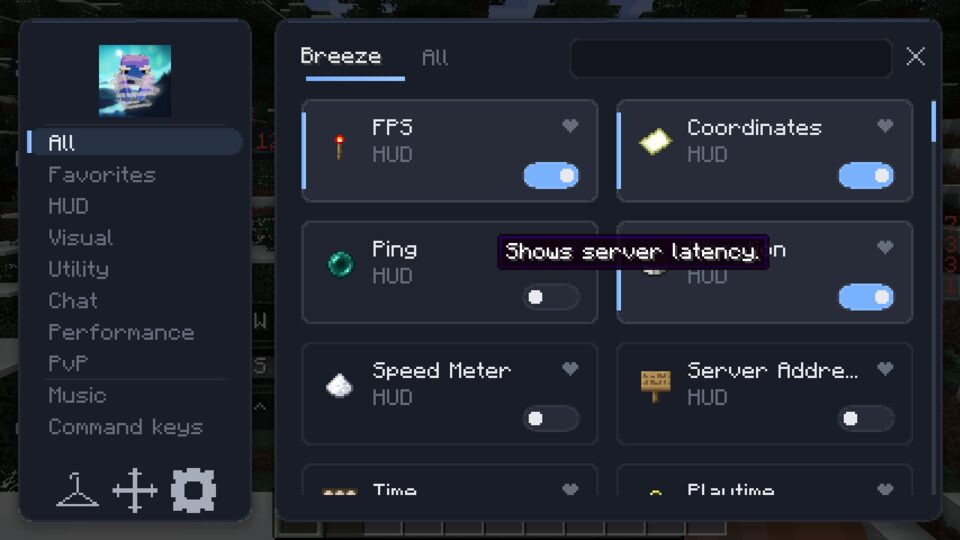 Breeze All
All
Favorites
HUD
Visual
Utility
Chat
Performance
PvP
Music
Command keys
FPS
HUD
Coordinates
HUD
Ping
HUD
Shows server latency.
HUD
Speed Meter
HUD
Server Addre...
HUD
Time
Playtime
W
S